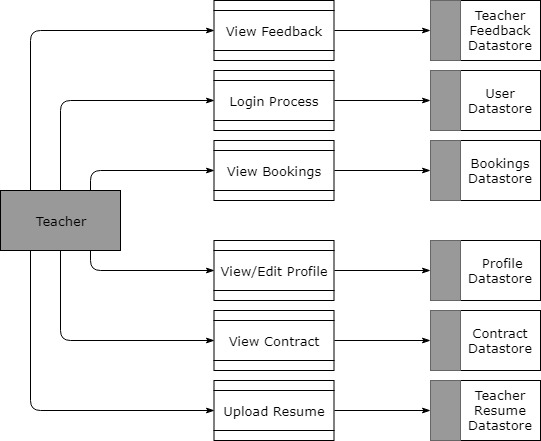 View Feedback
Teacher
Feedback
Datastore
Login Process
User
Datastore
View Bookings
Bookings
Datastore
Teacher
View/Edit Profile
Profile
Datastore
View Contract
Contract
Datastore
Upload Resume
Teacher
Resume
Datastore